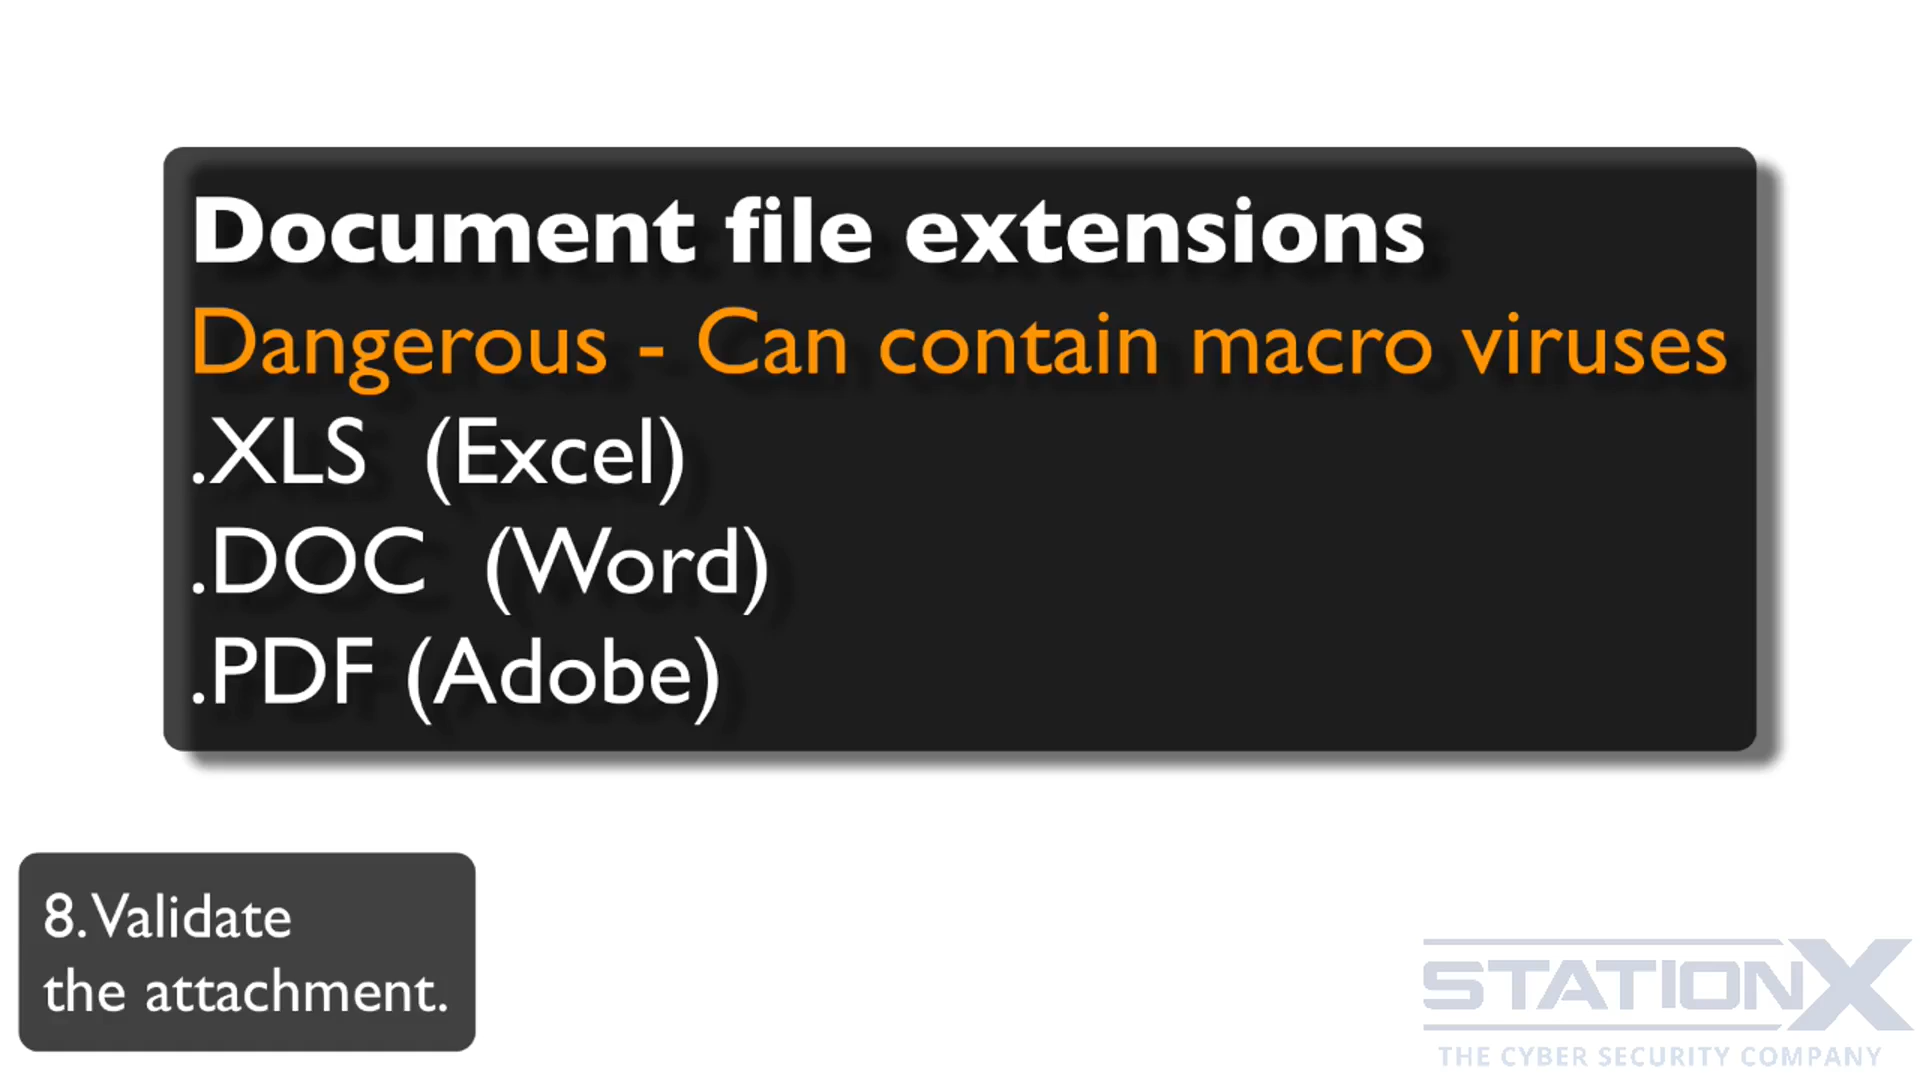 Document file extensions
Dangerous - Can contain macro viruses
.XLS (Excel)
.DOC (Word)
.PDF (Adobe)
8. Validate
the attachment.
STATIONX
THE CYBER SECURITY COMPANY